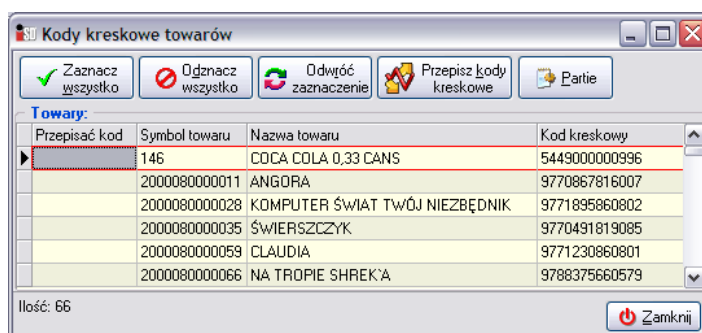 Kody kreskowe towarów
Zaznacz wszystko
Odznacz wszystko
Odwróć zaznaczenie
Przepisz kody kreskowe
Partie
Towary:
Przepisać kod Symbol towaru Nazwa towaru Kod kreskowy
146 COCA COLA 0,33 CANS 5449000000996
2000080000011 ANGORA 9770867816007
2000080000028 KOMPUTER ŚWIAT TWÓJ NIEZBĘDNIK 9771895860802
2000080000035 ŚWIERSZCZYK 9770491819085
2000080000059 CLAUDIA 9771230860801
2000080000066 NA TROPIE SHREK`A 9788375660579
Ilość: 66
Zamknij